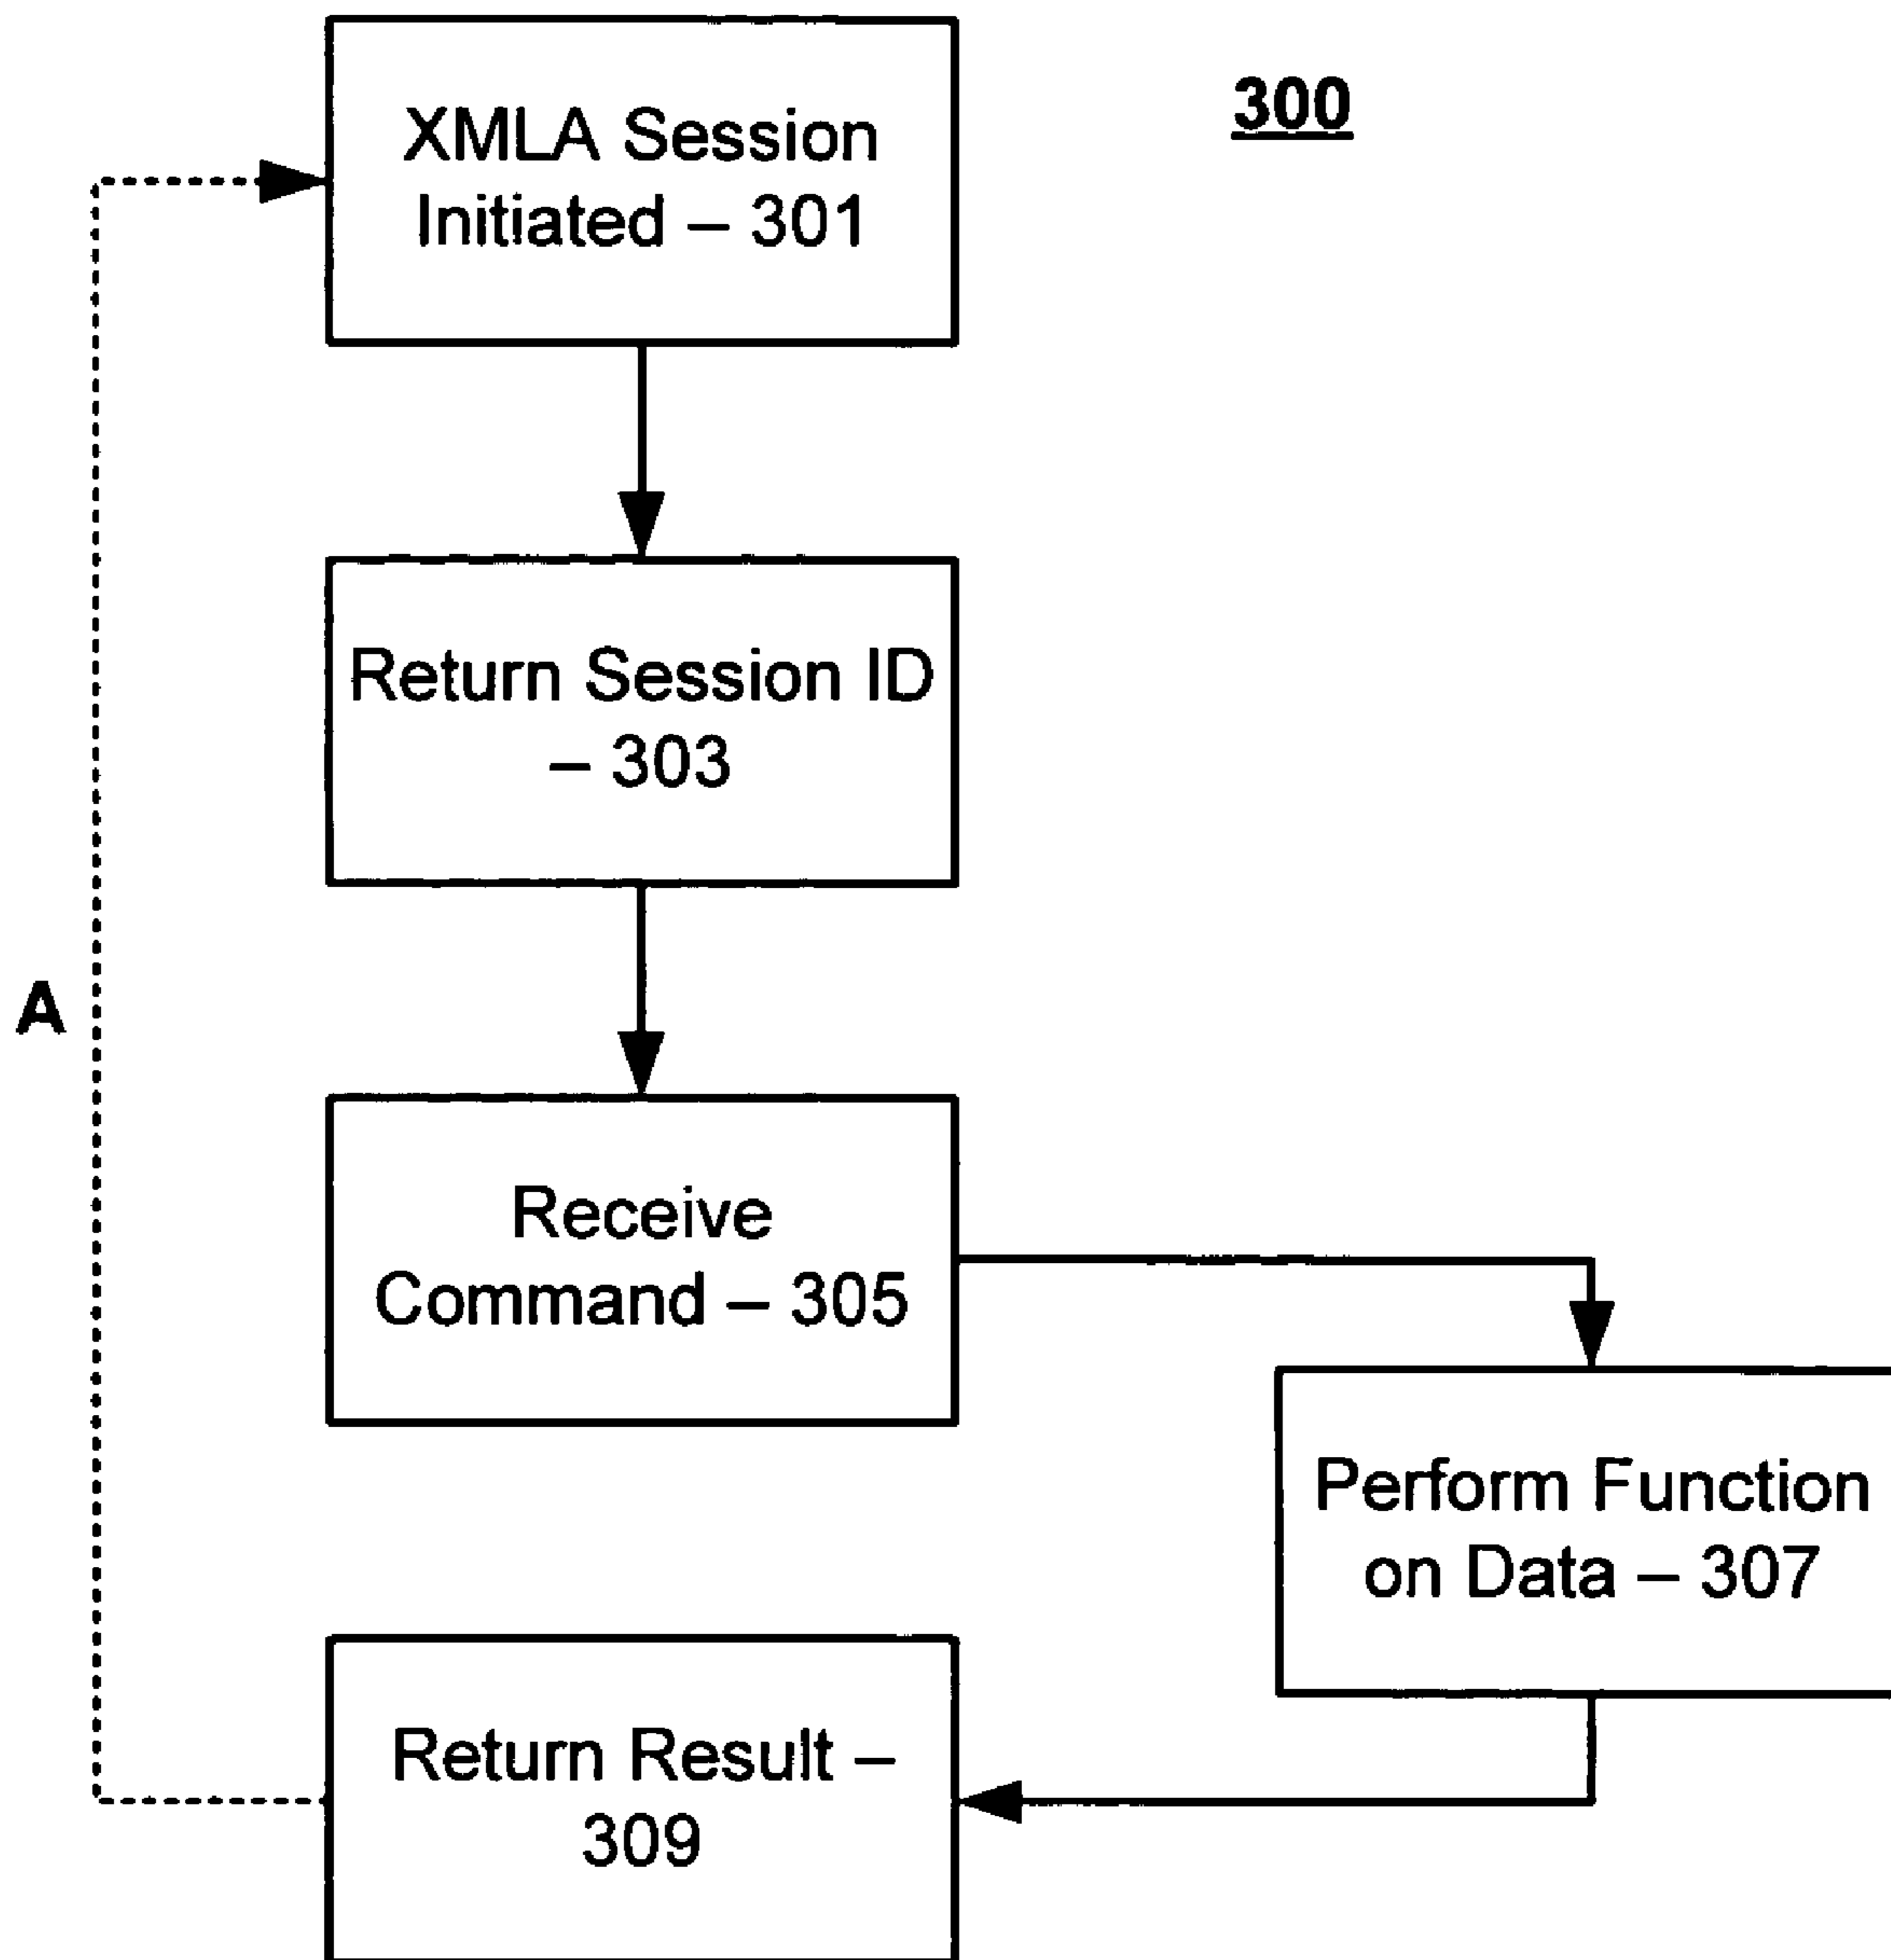 XMLA Session
Initiated – 301
300
Return Session ID
– 303
A
Receive
Command – 305
Perform Function
on Data – 307
Return Result –
309